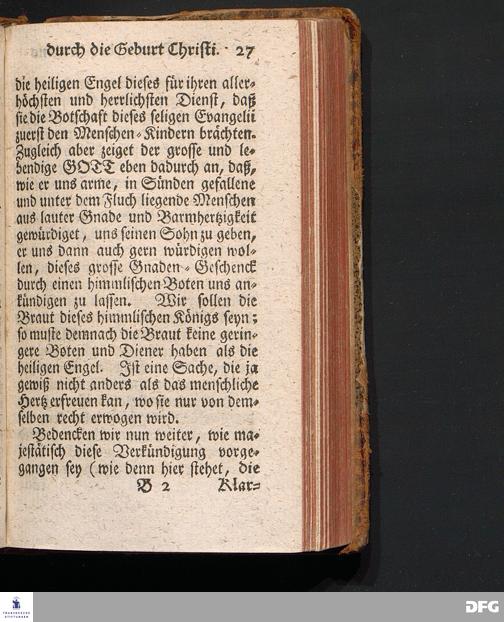 durch die Geburt Christi. 27
die heiligen Engel dieses für ihren aller-
höchsten und herrlichsten Dienst, daß
sie die Botschaft dieses seligen Evangelii
zuerst den Menschen-Kindern brächten.
Zugleich aber zeiget der grosse und le-
bendige GOTT eben dadurch an, daß,
wie er uns arme, in Sünden gefallene
und unter dem Fluch liegende Menschen
aus lauter Gnade und Barmhertzigkeit
gewürdiget, uns seinen Sohn zu geben,
er uns dann auch gern würdigen wol-
len, dieses grosse Gnaden-Geschenck
durch einen himmlischen Boten uns an-
kündigen zu lassen. Wir sollen die
Braut dieses himmlischen Königs seyn;
so muste demnach die Braut keine gerin-
gere Boten und Diener haben als die
heiligen Engel. Ist eine Sache, die ja
gewiß nicht anders als das menschliche
Hertz erfreuen kan, wo sie nur von dem-
selben recht erwogen wird.
Bedencken wir nun weiter, wie ma-
jestätisch diese Verkündigung vorge-
gangen sey (wie denn hier stehet, die
B 2 Klar-
FRANCKESCHE
STIFTUNGEN
DFG